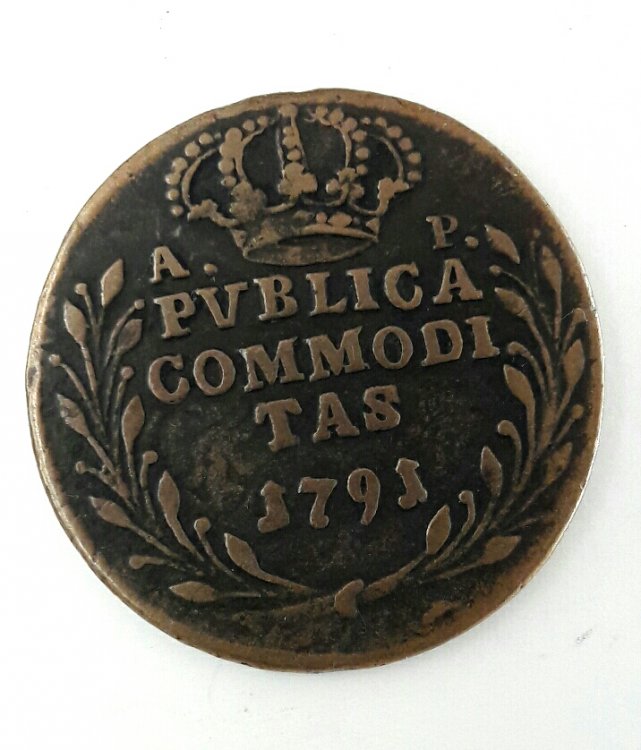 A. P.
PVBLICA
COMMODI
TAS
1791